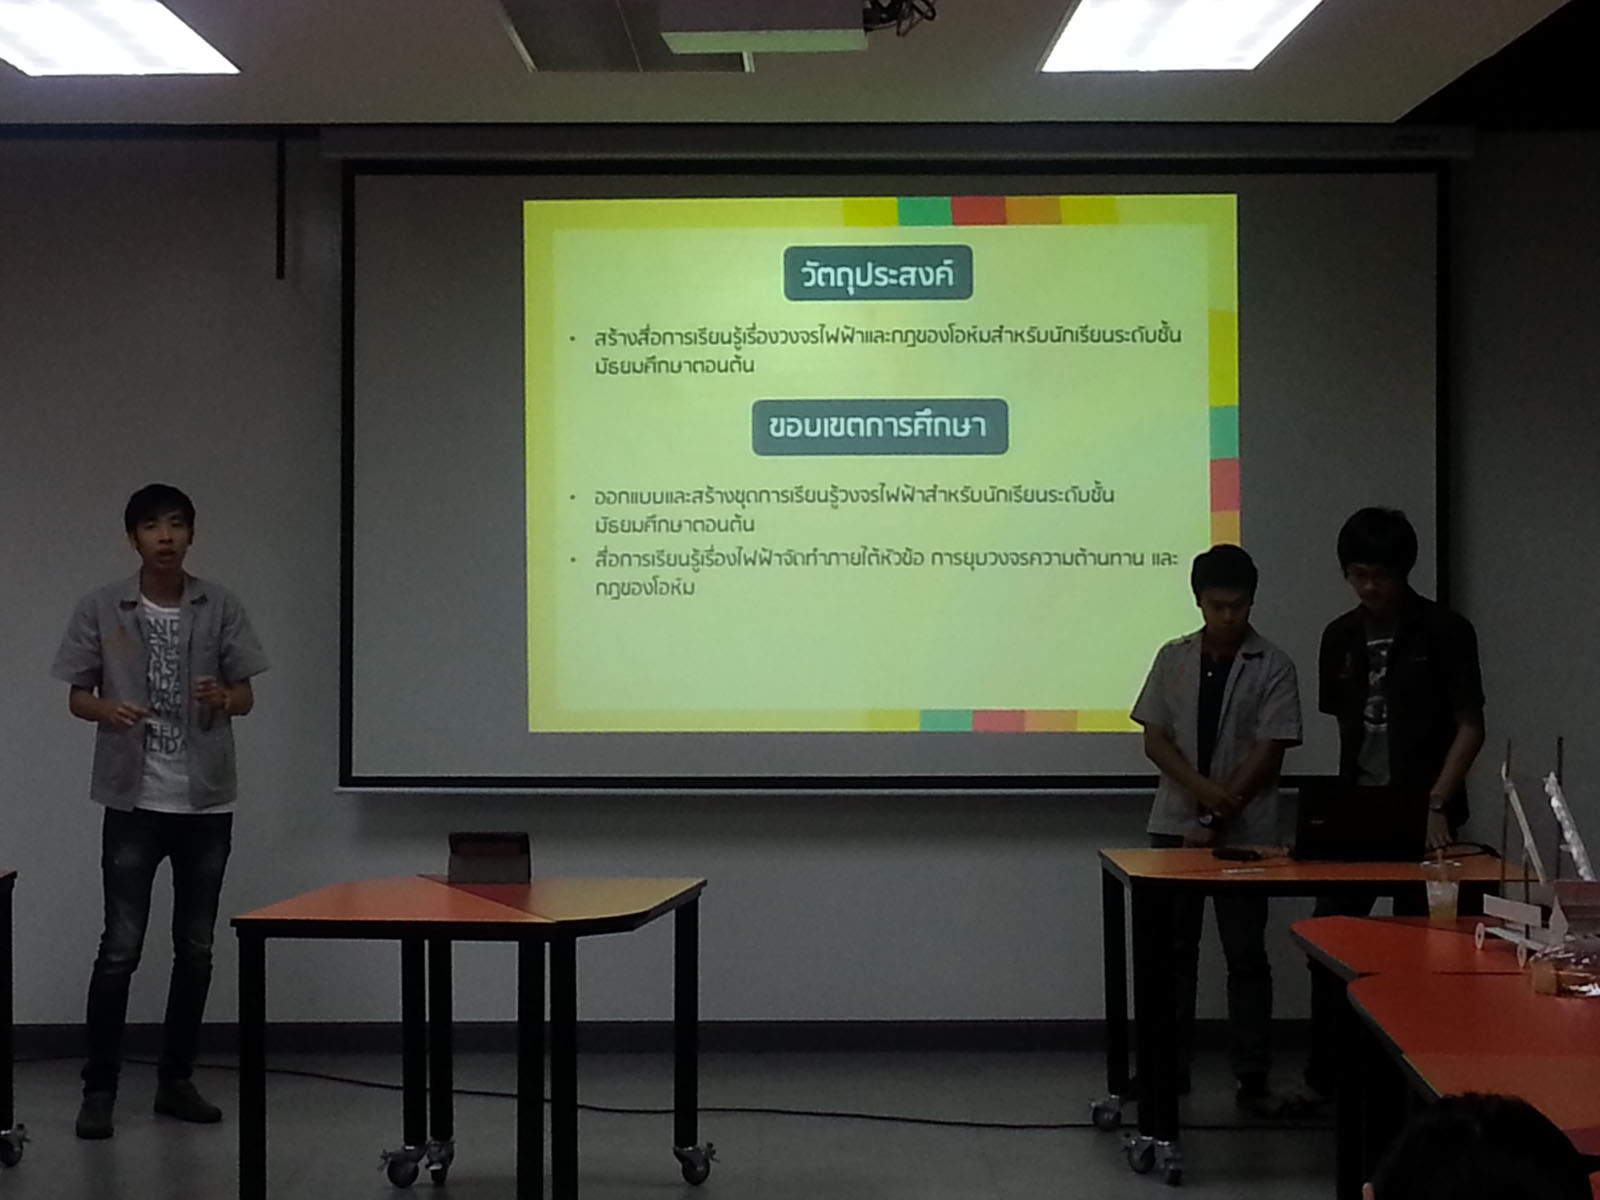 วัตถุประสงค์
• สร้างสื่อการเรียนรู้เรื่องวงจรไฟฟ้าและกฎของโอห์มสำหรับนักเรียนระดับชั้น
มัธยมศึกษาตอนต้น
ขอบเขตการศึกษา
• ออกแบบและสร้างชุดการเรียนรู้วงจรไฟฟ้าสำหรับนักเรียนระดับชั้น
มัธยมศึกษาตอนต้น
• สื่อการเรียนรู้เรื่องไฟฟ้าจัดทำภายใต้หัวข้อ การยุบวงจรความต้านทาน และ
กฎของโอห์ม